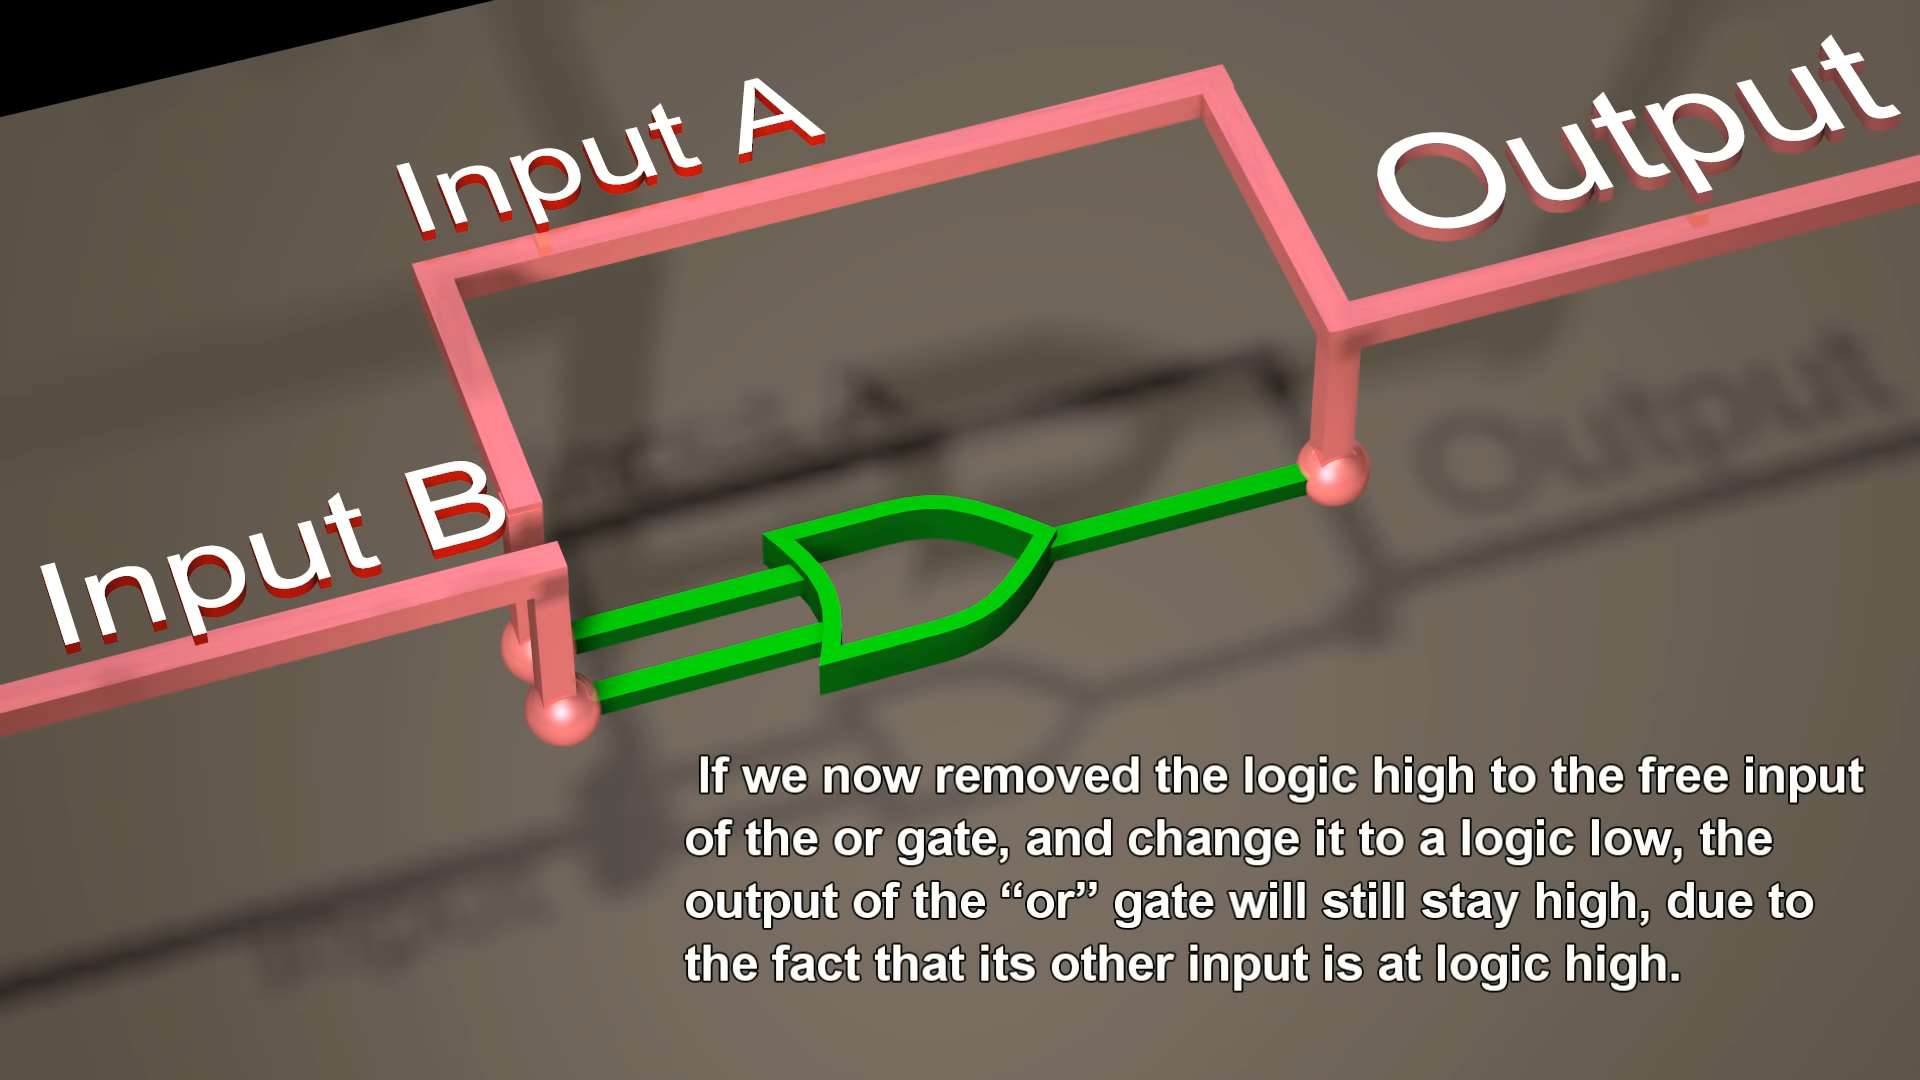 Input A
Output
Input B
If we now removed the logic high to the free input
of the or gate, and change it to a logic low, the
output of the “or” gate will still stay high, due to
the fact that its other input is at logic high.